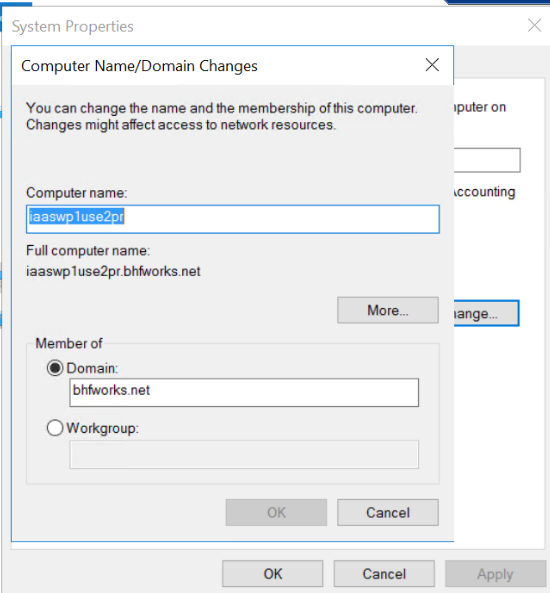 System Properties
Computer Name/Domain Changes
You can change the name and the membership of this computer.
Changes might affect access to network resources.
on
Accounting
Computer name:
iaaswp1use2pr
Full computer name:
iaaswp1use2pr.bhfworks.net
More...
Member of
Domain:
bhfworks.net
Workgroup:
OK
Cancel
OK
Cancel
Apply